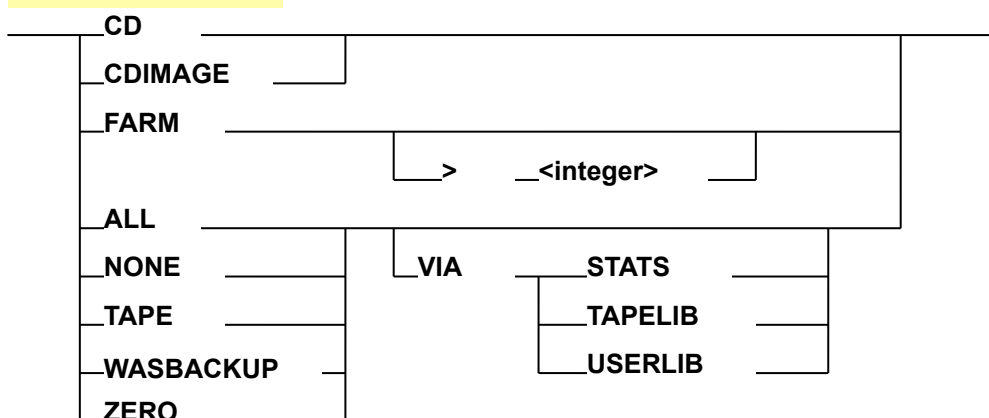 CD
CDIMAGE
FARM
> <integer>
ALL
NONE VIA STATS
TAPE TAPELIB
WASBACKUP USERLIB
ZERO